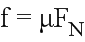 f = μF_N